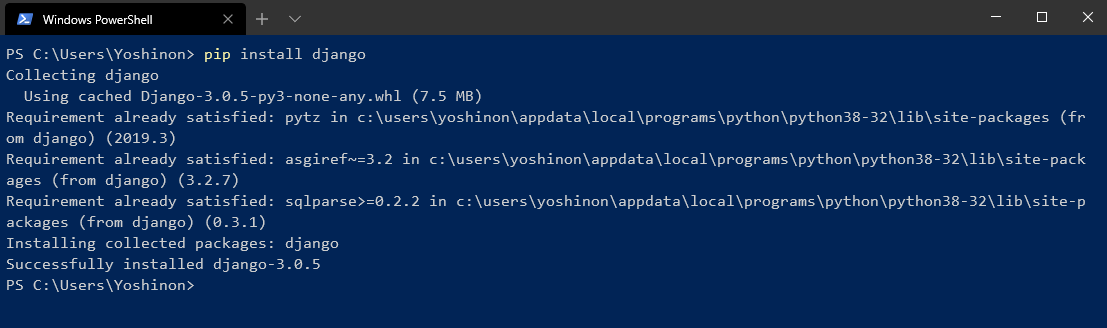 Windows PowerShell
PS C:\Users\Yoshinon> pip install django
Collecting django
  Using cached Django-3.0.5-py3-none-any.whl (7.5 MB)
Requirement already satisfied: pytz in c:\users\yoshinon\appdata\local\programs\python\python38-32\lib\site-packages (fr
om django) (2019.3)
Requirement already satisfied: asgiref~=3.2 in c:\users\yoshinon\appdata\local\programs\python\python38-32\lib\site-pack
ages (from django) (3.2.7)
Requirement already satisfied: sqlparse>=0.2.2 in c:\users\yoshinon\appdata\local\programs\python\python38-32\lib\site-p
ackages (from django) (0.3.1)
Installing collected packages: django
Successfully installed django-3.0.5
PS C:\Users\Yoshinon>